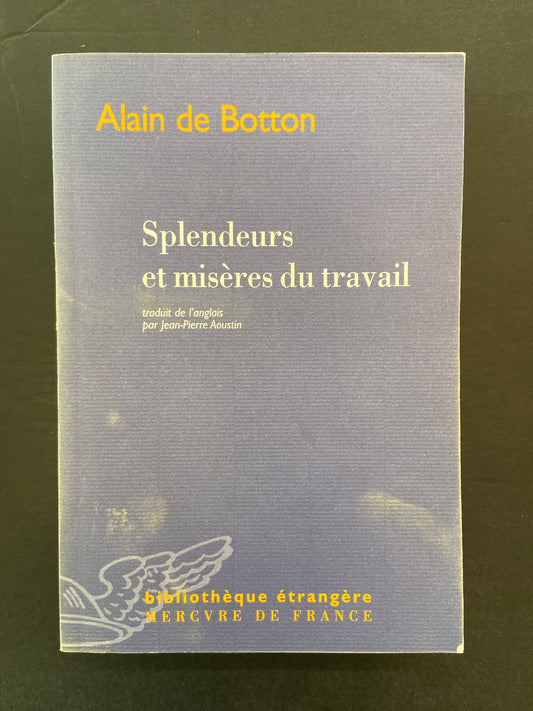 Alain de Botton
Splendeurs
et misères du travail
traduit de l'anglais
par Jean-Pierre Aoustin
bibliothèque étrangère
MERCVRE DE FRANCE